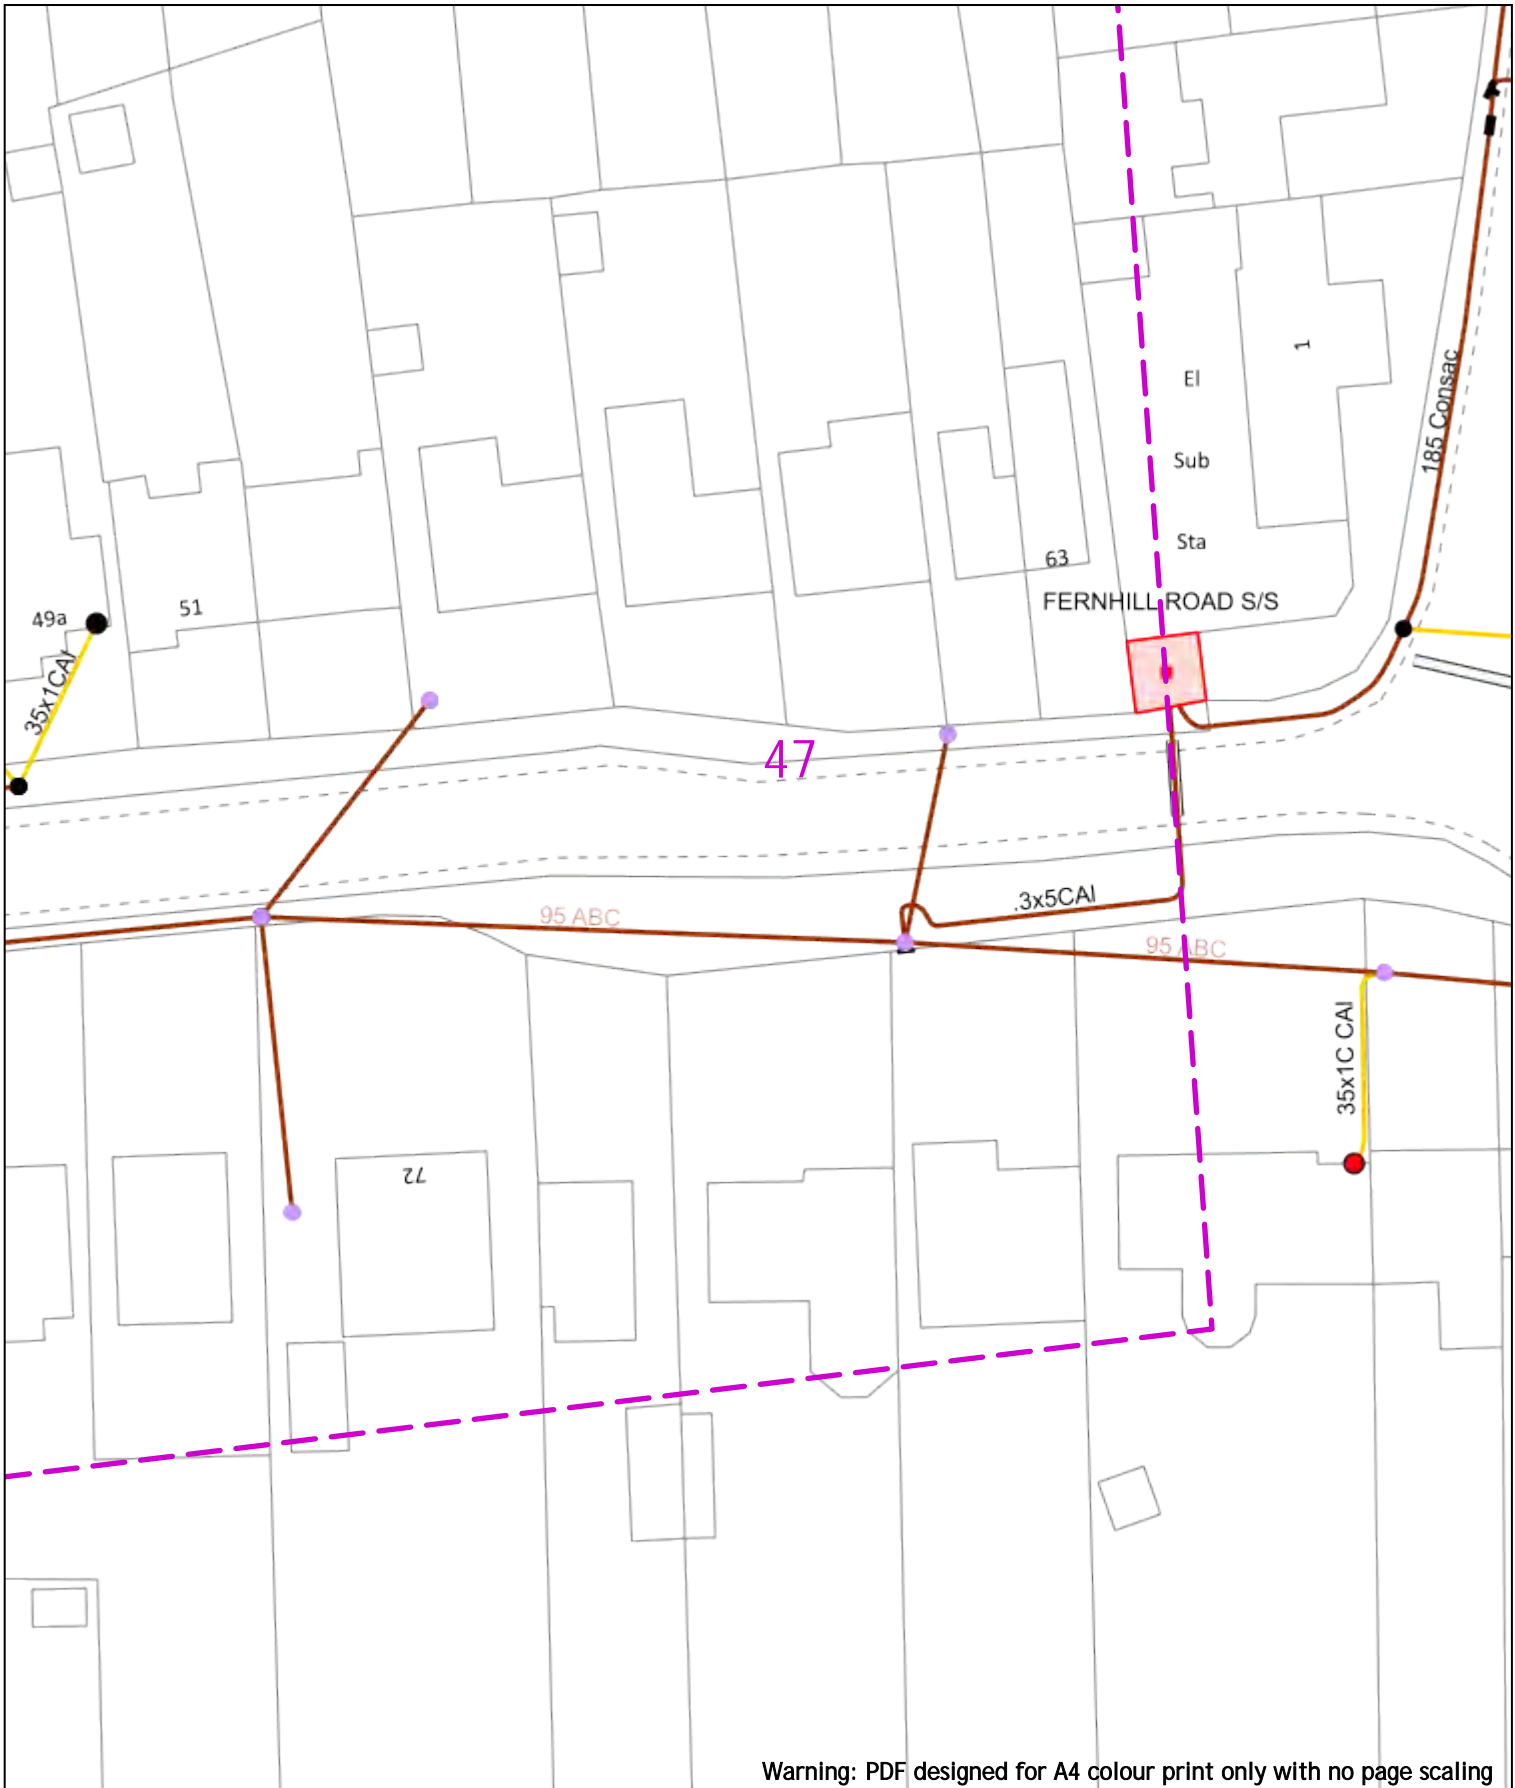 1
El
185 Consac
Sub
Sta
63
FERNHILL ROAD S/S
51
49a
35x1CAI
47
.3x5CAI
95 ABC
95 ABC
35x1C CAI
72
Warning: PDF designed for A4 colour print only with no page scaling